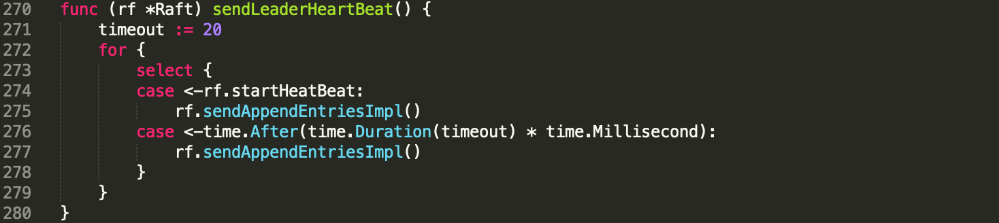 270 func (rf *Raft) sendLeaderHeartBeat() {
271     timeout := 20
272     for {
273         select {
274         case <-rf.startHeatBeat:
275             rf.sendAppendEntriesImpl()
276         case <-time.After(time.Duration(timeout) * time.Millisecond):
277             rf.sendAppendEntriesImpl()
278         }
279     }
280 }